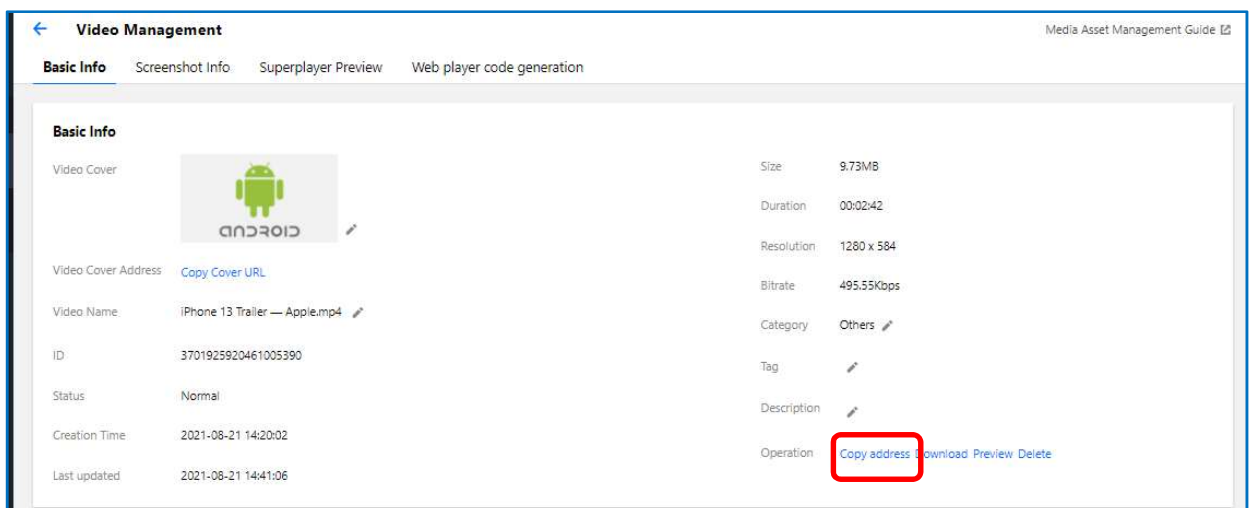 Video Management
Media Asset Management Guide
Basic Info Screenshot Info Superplayer Preview Web player code generation
Basic Info
Video Cover
ANDROID
Video Cover Address Copy Cover URL
Video Name iPhone 13 Trailer — Apple.mp4
ID 3701925920461005390
Status Normal
Creation Time 2021-08-21 14:20:02
Last updated 2021-08-21 14:41:06
Size 9.73MB
Duration 00:02:42
Resolution 1280 x 584
Bitrate 495.55Kbps
Category Others
Tag
Description
Operation Copy address Download Preview Delete